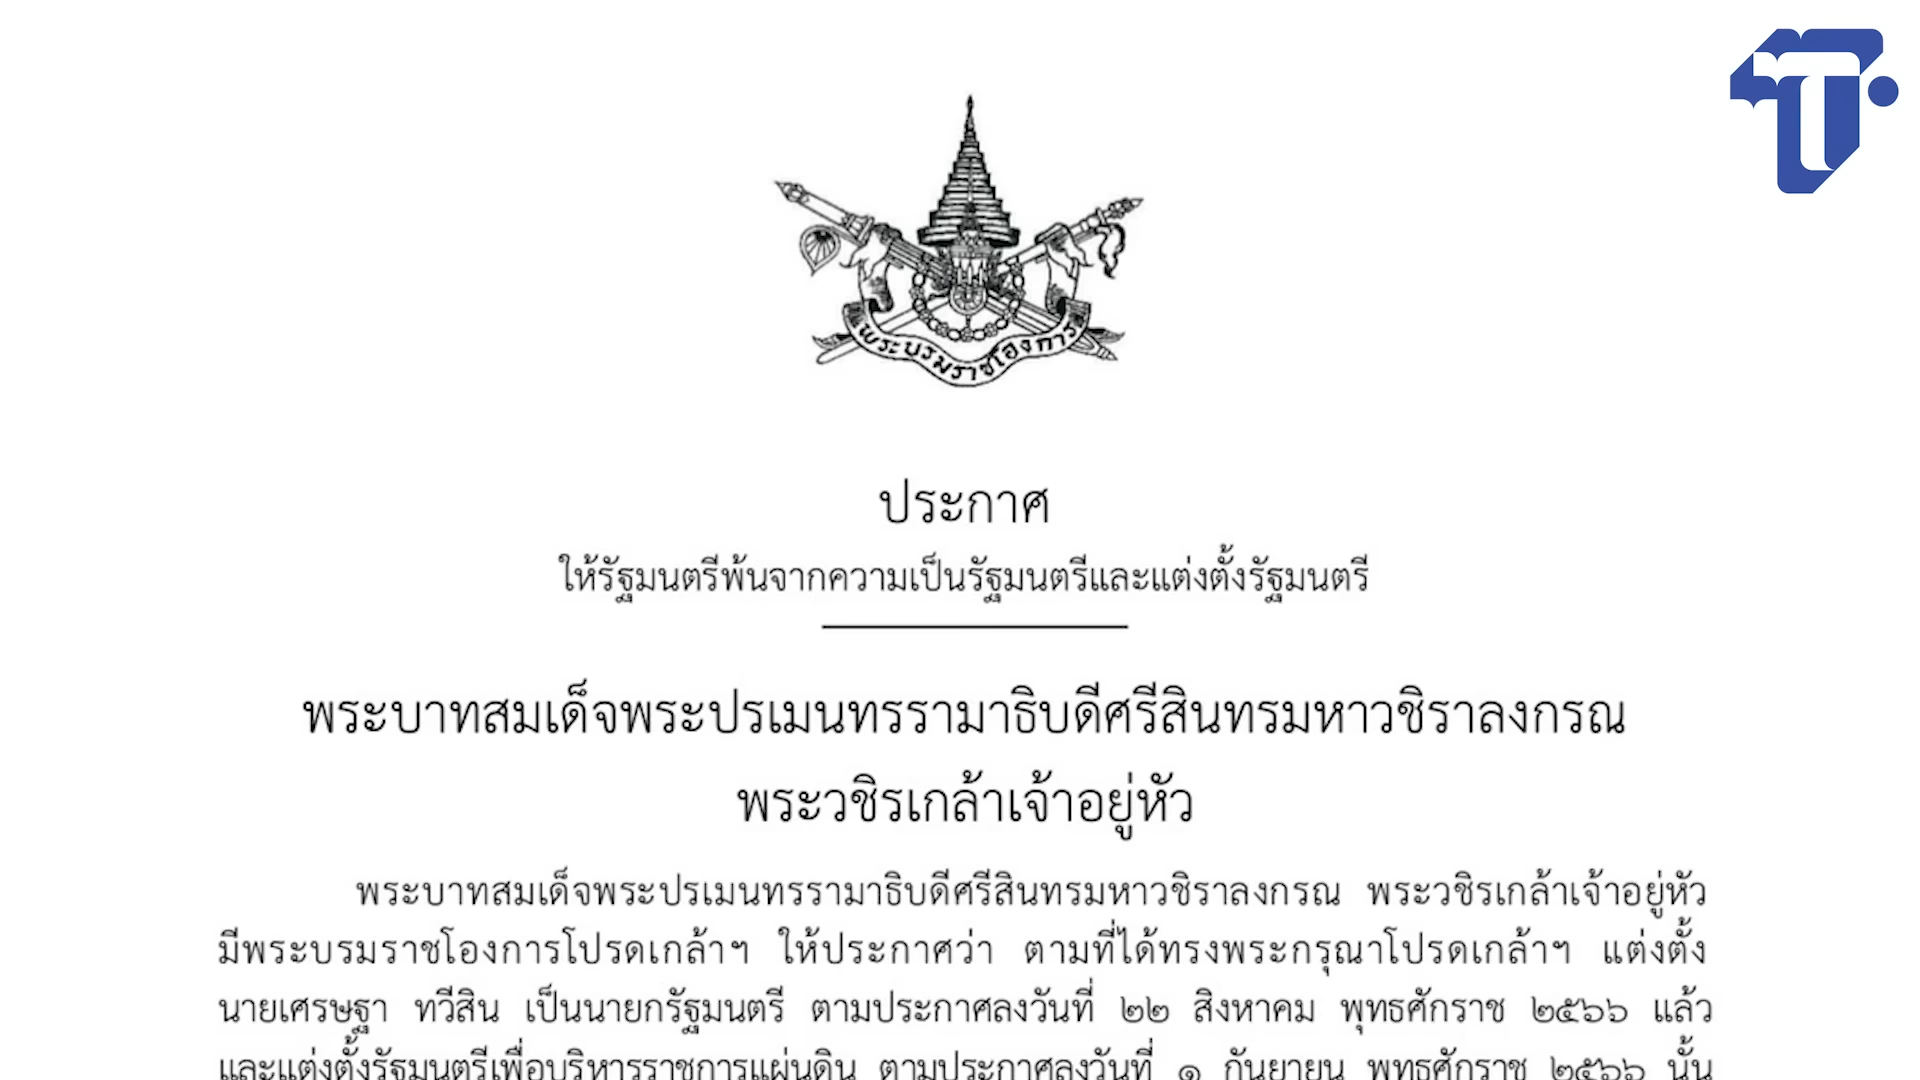 พระบรมราชโองการ
ประกาศ
ให้รัฐมนตรีพ้นจากความเป็นรัฐมนตรีและแต่งตั้งรัฐมนตรี
พระบาทสมเด็จพระปรเมนทรรามาธิบดีศรีสินทรมหาวชิราลงกรณ
พระวชิรเกล้าเจ้าอยู่หัว
พระบาทสมเด็จพระปรเมนทรรามาธิบดีศรีสินทรมหาวชิราลงกรณ พระวชิรเกล้าเจ้าอยู่หัว
มีพระบรมราชโองการโปรดเกล้าฯ ให้ประกาศว่า ตามที่ได้ทรงพระกรุณาโปรดเกล้าฯ แต่งตั้ง
นายเศรษฐา ทวีสิน เป็นนายกรัฐมนตรี ตามประกาศลงวันที่ ๒๒ สิงหาคม พุทธศักราช ๒๕๖๖ แล้ว
และแต่งตั้งรัฐมนตรีเพื่อบริหารราชการแผ่นดิน ตามประกาศลงวันที่ ๑ กันยายน พุทธศักราช ๒๕๖๖ นั้น